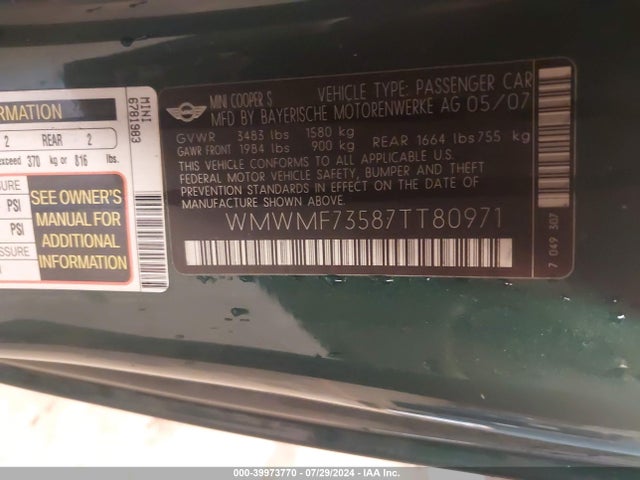 RMATION
2 REAR 2
exceed 370 kg or 816 lbs.
SSURE
PSI
PSI
SSURE
SEE OWNER'S
MANUAL FOR
ADDITIONAL
INFORMATION
MINI
6781983
MINI
MINI COOPER S VEHICLE TYPE: PASSENGER CAR
MFD BY BAYERISCHE MOTORENWERKE AG 05/07
GVWR 3483 lbs 1580 kg
GAWR FRONT 1984 lbs 900 kg REAR 1664 lbs 755 kg
THIS VEHICLE CONFORMS TO ALL APPLICABLE U.S.
FEDERAL MOTOR VEHICLE SAFETY, BUMPER AND THEFT
PREVENTION STANDARDS IN EFFECT ON THE DATE OF
MANUFACTURE SHOWN ABOVE.
WMWMF73587TT80971
7 049 307
000-39973770 - 07/29/2024 - IAA Inc.